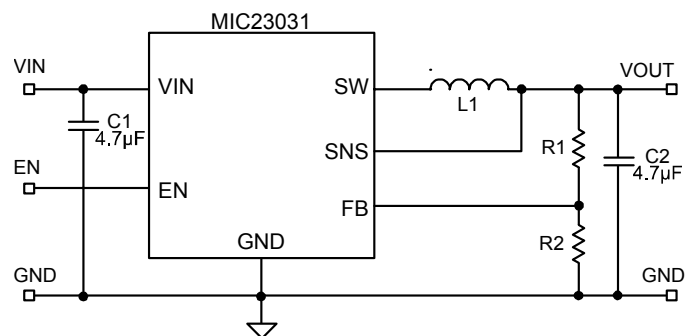 MIC23031
VIN
VIN
SW
L1
VOUT
C1
4.7µF
SNS
R1
C2
4.7µF
EN
EN
FB
R2
GND
GND
GND